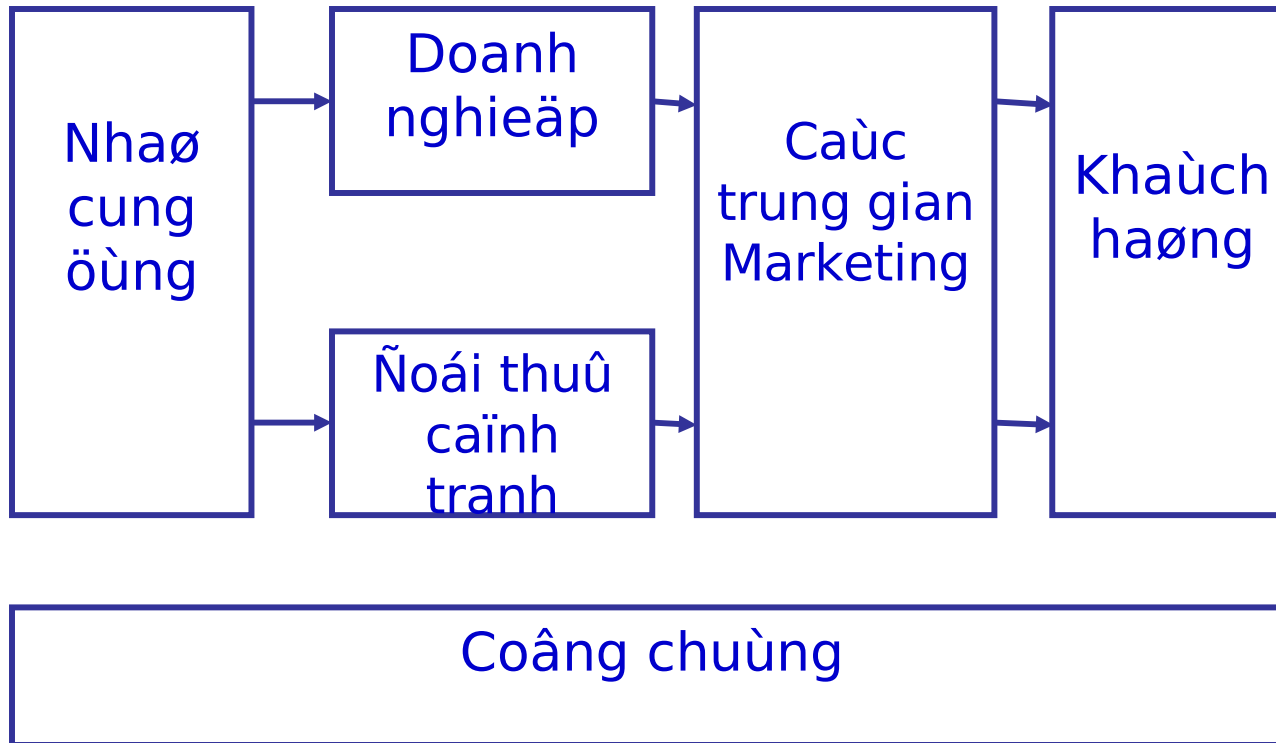 Nhaø
cung
öùng
Doanh
nghieäp
Ñoái thuû
caïnh
tranh
Caùc
trung gian
Marketing
Khaùch
haøng
Coâng chuùng